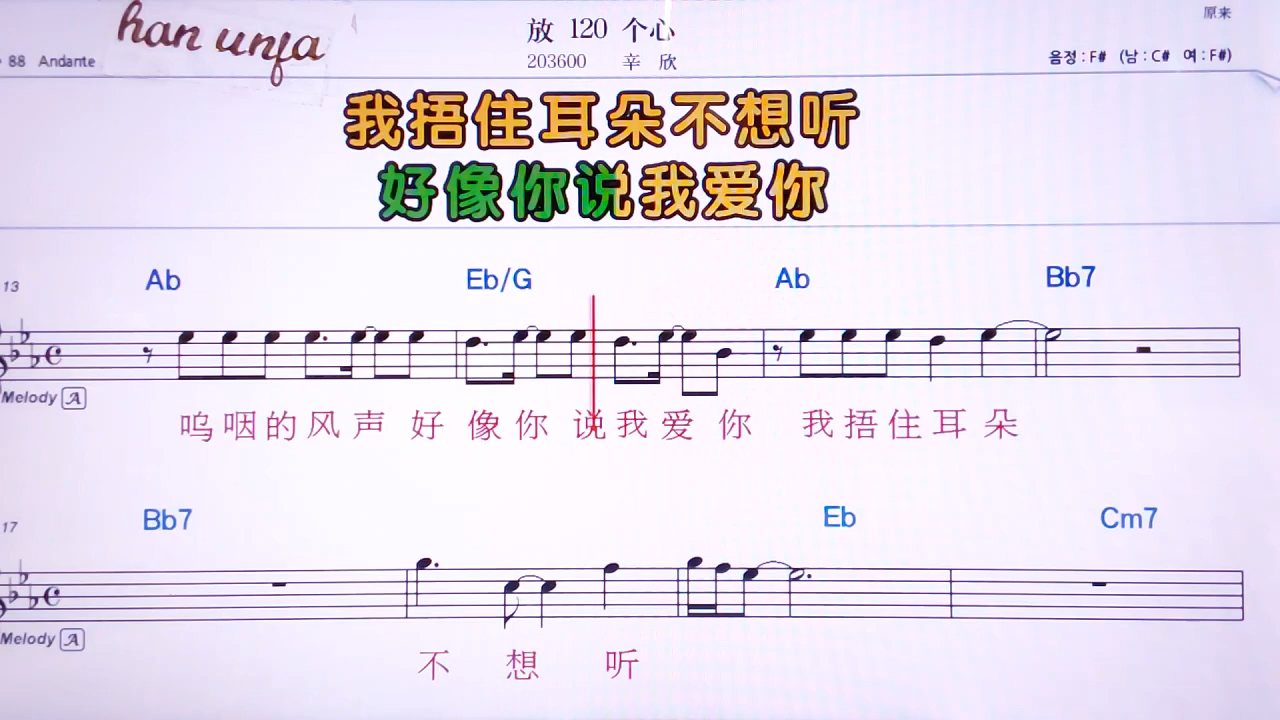 han unfa
放 120 个心
原来
88 Andante
203600 辛 欣
음정 : F# (남 : C# 여 : F#)
我捂住耳朵不想听
好像你说我爱你
13
Ab Eb/G Ab Bb7
Melody A
呜咽的风声 好 像你 说我爱 你 我捂住耳 朵
17
Bb7 Eb Cm7
Melody A
不 想 听